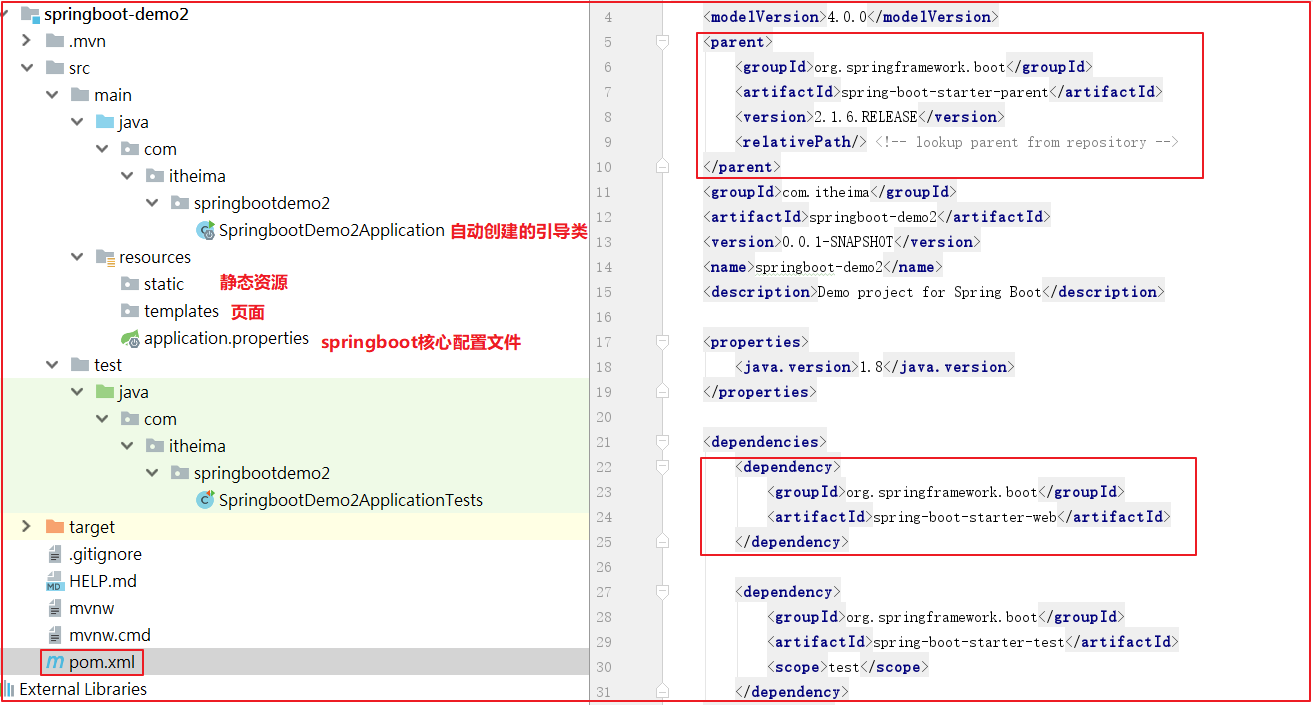 springboot-demo2
.mvn
src
main
java
com
itheima
springbootdemo2
SpringbootDemo2Application 自动创建的引导类
resources
static 静态资源
templates 页面
application.properties springboot核心配置文件
test
java
com
itheima
springbootdemo2
SpringbootDemo2ApplicationTests
target
.gitignore
HELP.md
mvnw
mvnw.cmd
pom.xml
External Libraries
4 <modelVersion>4.0.0</modelVersion>
5 <parent>
6 <groupId>org.springframework.boot</groupId>
7 <artifactId>spring-boot-starter-parent</artifactId>
8 <version>2.1.6.RELEASE</version>
9 <relativePath/> <!-- lookup parent from repository -->
10 </parent>
11 <groupId>com.itheima</groupId>
12 <artifactId>springboot-demo2</artifactId>
13 <version>0.0.1-SNAPSHOT</version>
14 <name>springboot-demo2</name>
15 <description>Demo project for Spring Boot</description>
16
17 <properties>
18 <java.version>1.8</java.version>
19 </properties>
20
21 <dependencies>
22 <dependency>
23 <groupId>org.springframework.boot</groupId>
24 <artifactId>spring-boot-starter-web</artifactId>
25 </dependency>
26
27 <dependency>
28 <groupId>org.springframework.boot</groupId>
29 <artifactId>spring-boot-starter-test</artifactId>
30 <scope>test</scope>
31 </dependency>